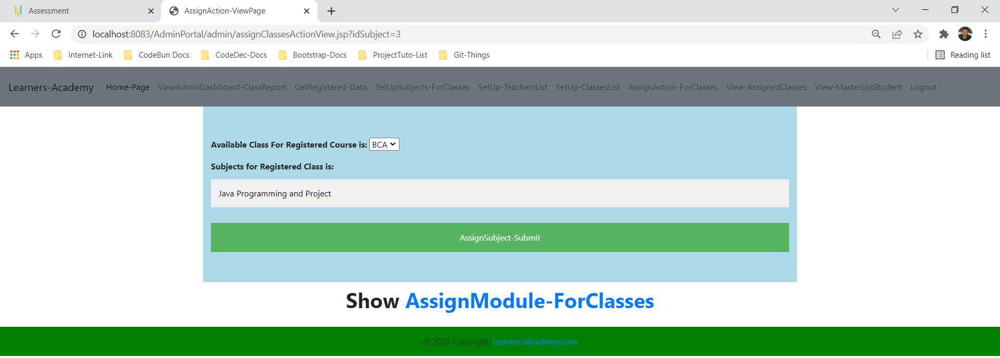 Assessment
AssignAction-ViewPage
localhost:8083/AdminPortal/admin/assignClassesActionView.jsp?idSubject=3
Apps Internet-Link CodeBun Docs CodeDec-Docs Bootstrap-Docs ProjectTuto-List Git-Things Reading list
Learners-Academy Home-Page ViewAdminDashboard-ClassReport GetRegistered-Data SetUpSubjects-ForClasses SetUp-TeachersList SetUp-ClassesList AssignAction-ForClasses View-AssignedClasses View-MasterListStudent Logout
Available Class For Registered Course is: BCA
Subjects for Registered Class is:
Java Programming and Project
AssignSubject-Submit
Show AssignModule-ForClasses
© 2022 Copyright: Learner'sAcademy.com